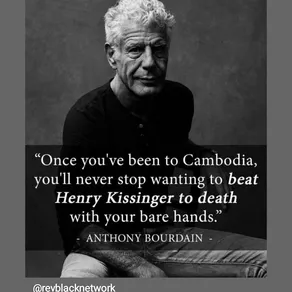 “Once you've been to Cambodia,
you'll never stop wanting to beat
Henry Kissinger to death
with your bare hands.”
- ANTHONY BOURDAIN -
@revblacknetwork